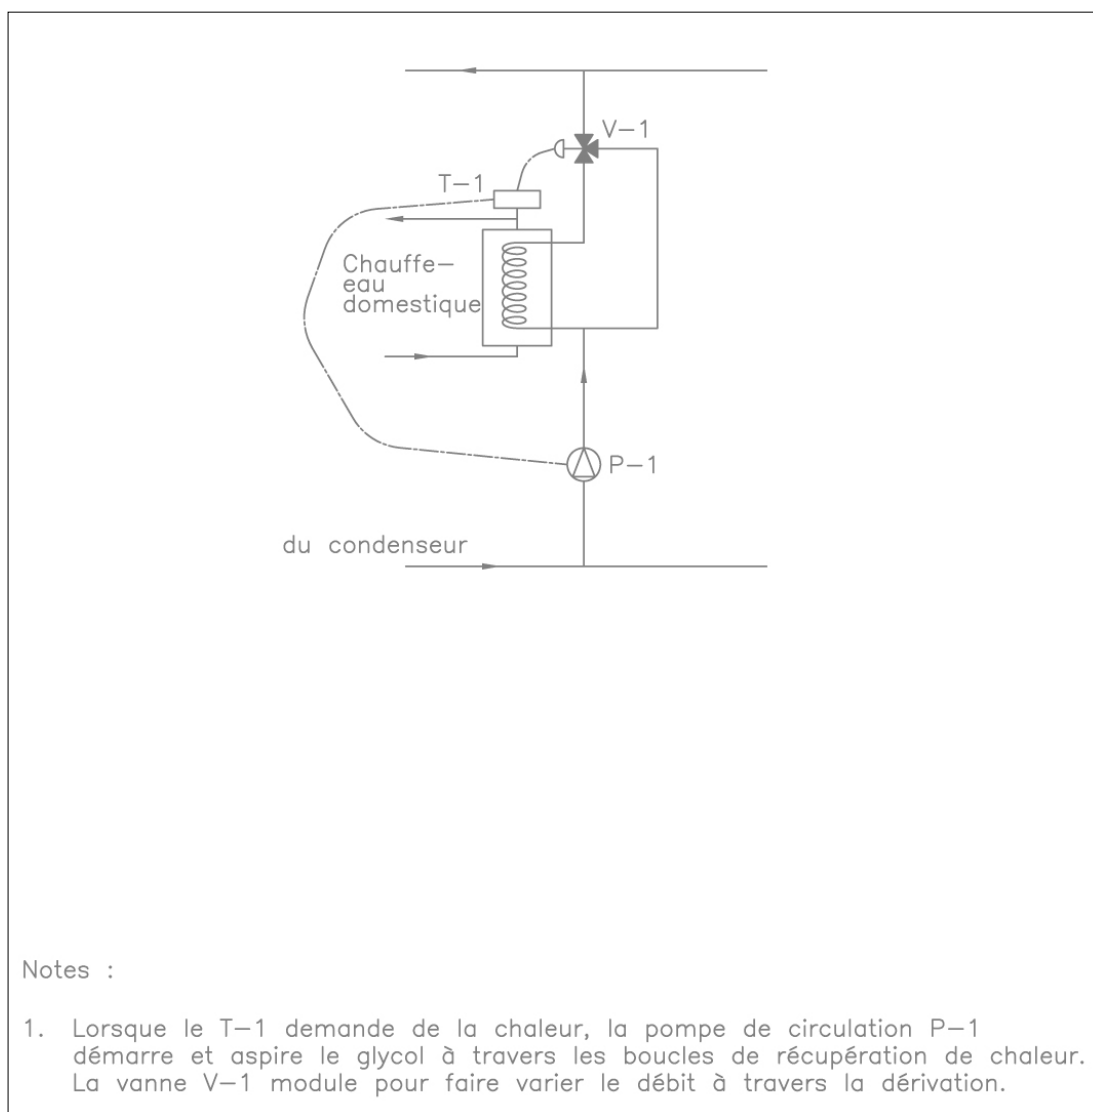 V-1
T-1
Chauffe-
eau
domestique
P-1
du condenseur
Notes :
1. Lorsque le T-1 demande de la chaleur, la pompe de circulation P-1
démarre et aspire le glycol à travers les boucles de récupération de chaleur.
La vanne V-1 module pour faire varier le débit à travers la dérivation.